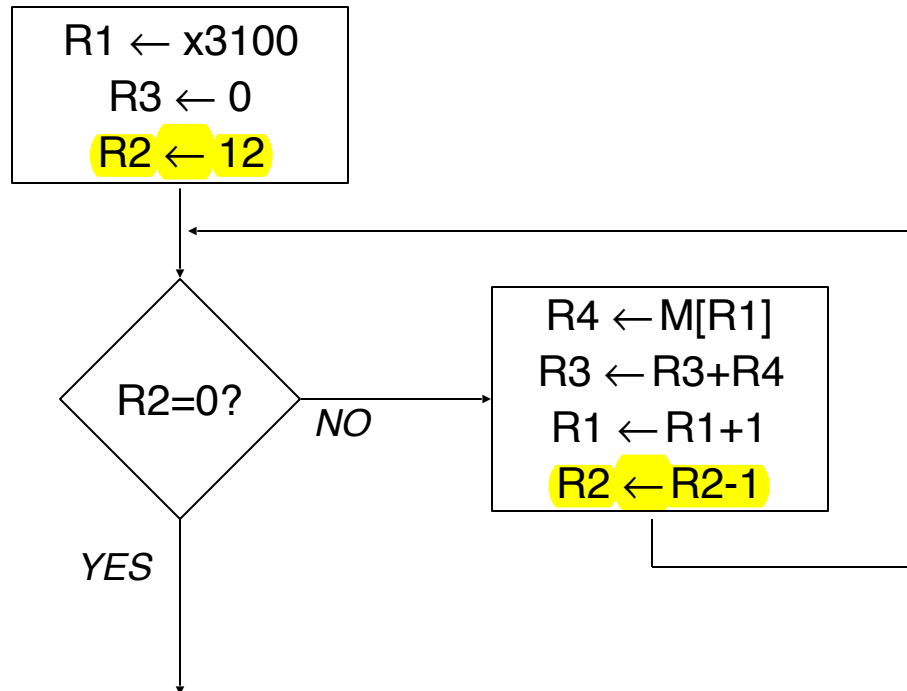 R1 ← x3100
R3 ← 0
R2 ← 12
R2=0?
NO
R4 ← M[R1]
R3 ← R3+R4
R1 ← R1+1
R2 ← R2-1
YES